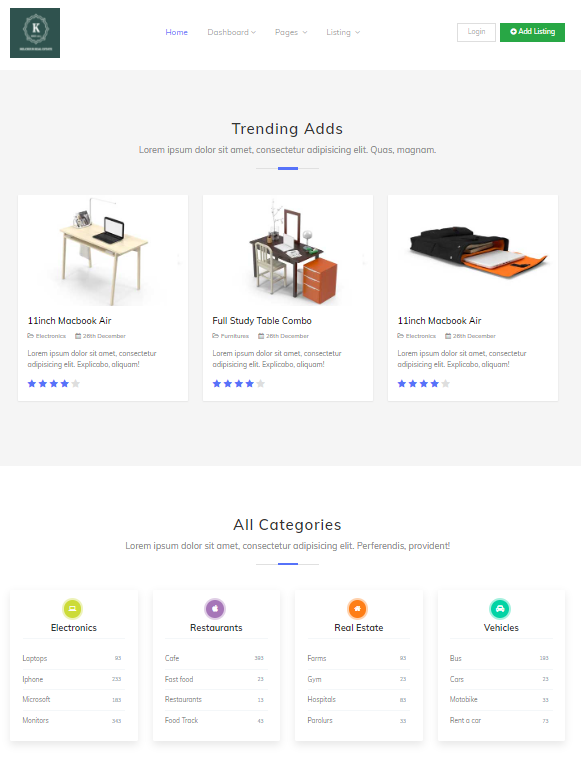 K
Home
Dashboard
Pages
Listing
Login
Add Listing
Trending Adds
Lorem ipsum dolor sit amet, consectetur adipisicing elit. Quas, magnam.
11inch Macbook Air
Electronics 28th December
Lorem ipsum dolor sit amet, consectetur
adipisicing elit. Explicabo, aliquam!
Full Study Table Combo
Furnitures 28th December
Lorem ipsum dolor sit amet, consectetur
adipisicing elit. Explicabo, aliquam!
11inch Macbook Air
Electronics 28th December
Lorem ipsum dolor sit amet, consectetur
adipisicing elit. Explicabo, aliquam!
All Categories
Lorem ipsum dolor sit amet, consectetur adipisicing elit. Perferendis, provident!
Electronics
Laptops 93
Iphone 233
Microsoft 183
Monitors 343
Restaurants
Cafe 393
Fast food 23
Restaurants 13
Food Track 43
Real Estate
Farms 93
Gym 23
Hospitals 83
Parolurs 33
Vehicles
Bus 193
Cars 23
Motobike 33
Rent a car 73